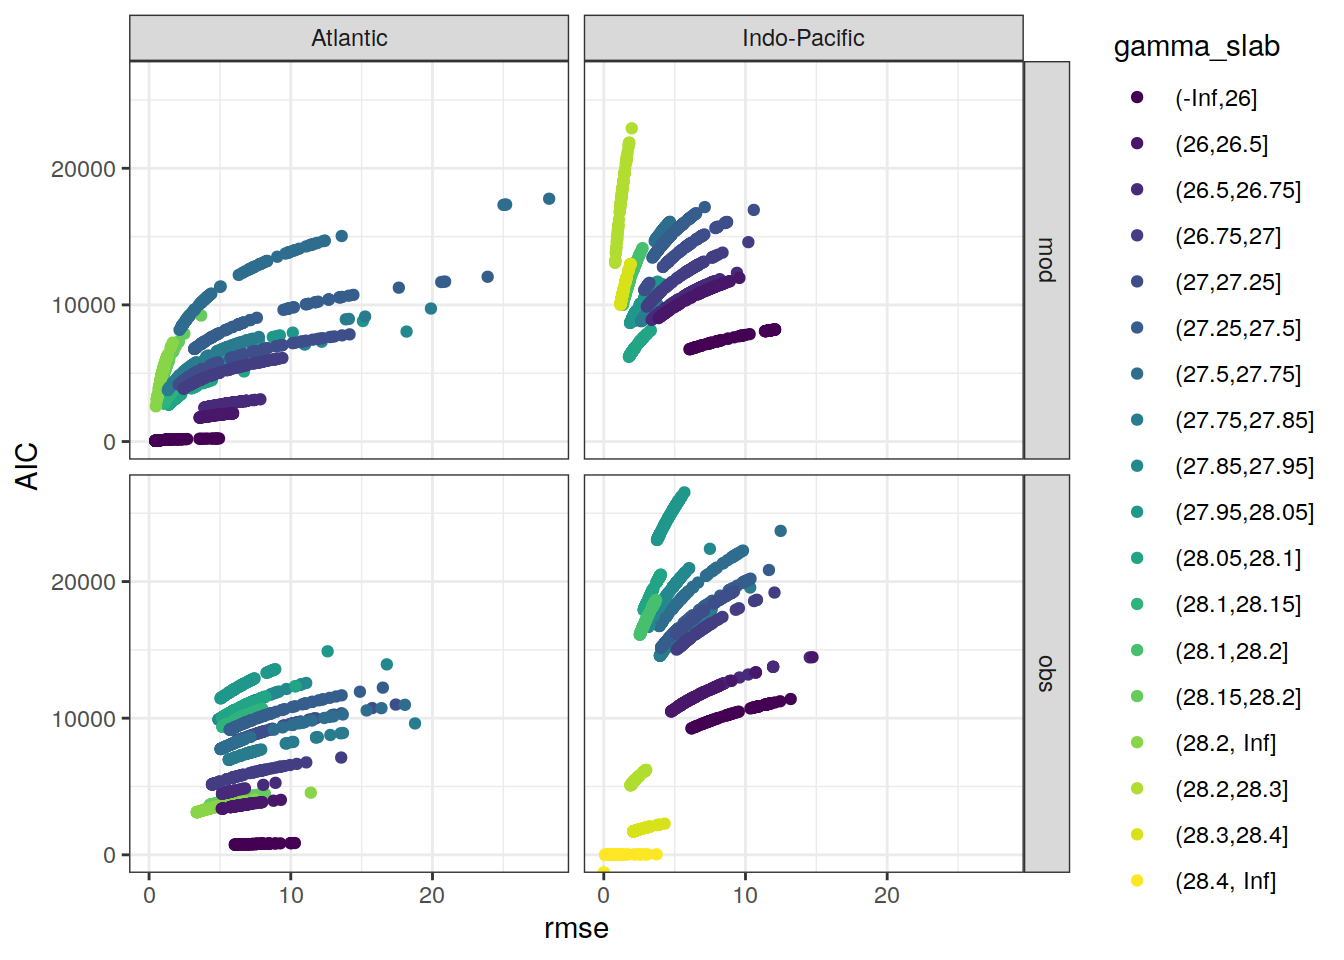 Atlantic
Indo-Pacific
gamma_slab
(-Inf,26]
(26,26.5]
(26.5,26.75]
(26.75,27]
(27,27.25]
(27.25,27.5]
(27.5,27.75]
(27.75,27.85]
(27.85,27.95]
(27.95,28.05]
(28.05,28.1]
(28.1,28.15]
(28.1,28.2]
(28.15,28.2]
(28.2, Inf]
(28.2,28.3]
(28.3,28.4]
(28.4, Inf]
mod
obs
AIC
20000
10000
0
20000
10000
0
0
10
20
0
10
20
rmse